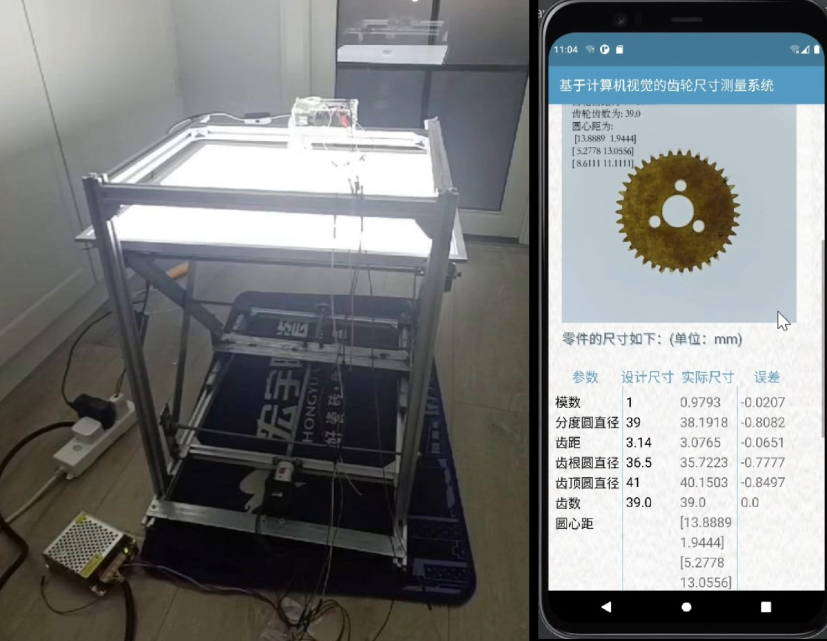 宏宇
HONGYU
11:04
基于计算机视觉的齿轮尺寸测量系统
齿轮齿数为: 39.0
圆心距为:
[13.8889 1.9444]
[ 5.2778 13.0556]
[ 8.6111 11.1111]
零件的尺寸如下：(单位：mm)
参数 设计尺寸 实际尺寸 误差
模数 1 0.9793 -0.0207
分度圆直径 39 38.1918 -0.8082
齿距 3.14 3.0765 -0.0651
齿根圆直径 36.5 35.7223 -0.7777
齿顶圆直径 41 40.1503 -0.8497
齿数 39.0 39.0 0.0
圆心距 [13.8889
1.9444]
[5.2778
13.0556]